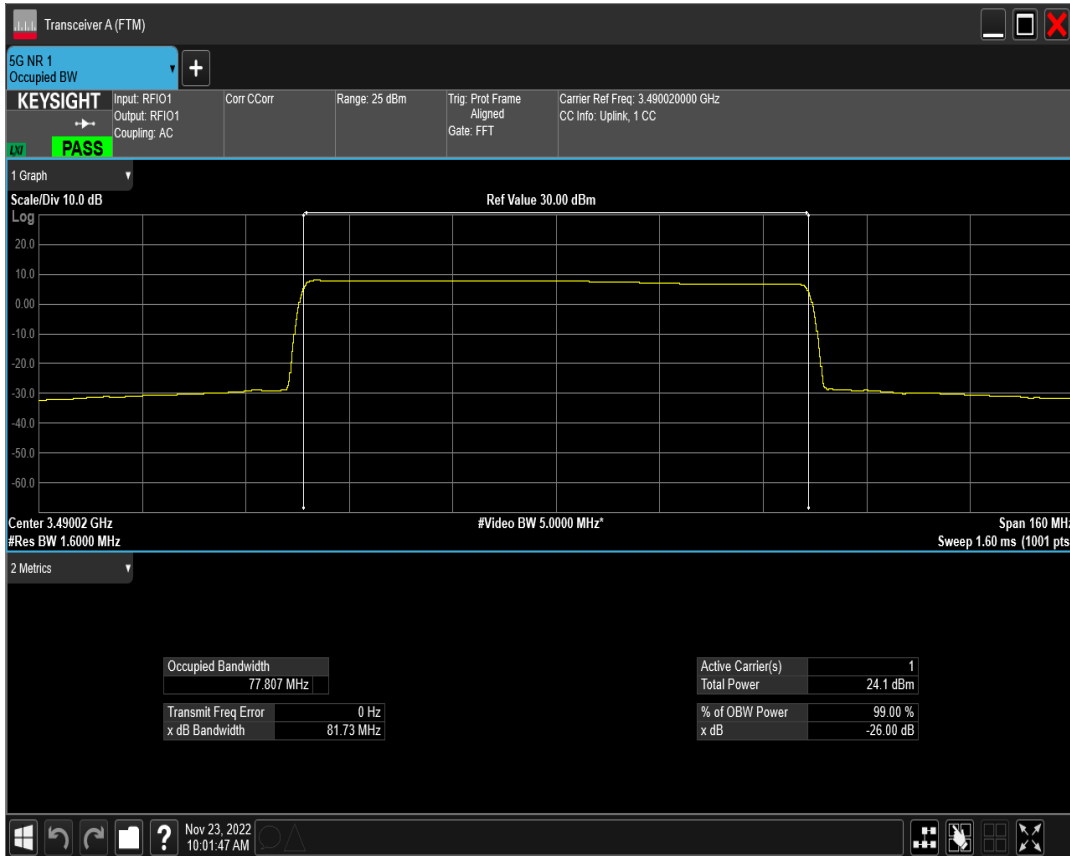 Transceiver A (FTM)
5G NR 1
Occupied BW
+
KEYSIGHT
LXI
PASS
Input: RFIO1
Output: RFIO1
Coupling: AC
Corr CCorr
Range: 25 dBm
Trig: Prot Frame
Aligned
Gate: FFT
Carrier Ref Freq: 3.490020000 GHz
CC Info: Uplink, 1 CC
1 Graph
Scale/Div 10.0 dB
Ref Value 30.00 dBm
Log
20.0
10.0
0.00
-10.0
-20.0
-30.0
-40.0
-50.0
-60.0
Center 3.49002 GHz
#Video BW 5.0000 MHz*
Span 160 MHz
#Res BW 1.6000 MHz
Sweep 1.60 ms (1001 pts
2 Metrics
Occupied Bandwidth
77.807 MHz
Transmit Freq Error 0 Hz
x dB Bandwidth 81.73 MHz
Active Carrier(s) 1
Total Power 24.1 dBm
% of OBW Power 99.00 %
x dB -26.00 dB
?
Nov 23, 2022
10:01:47 AM